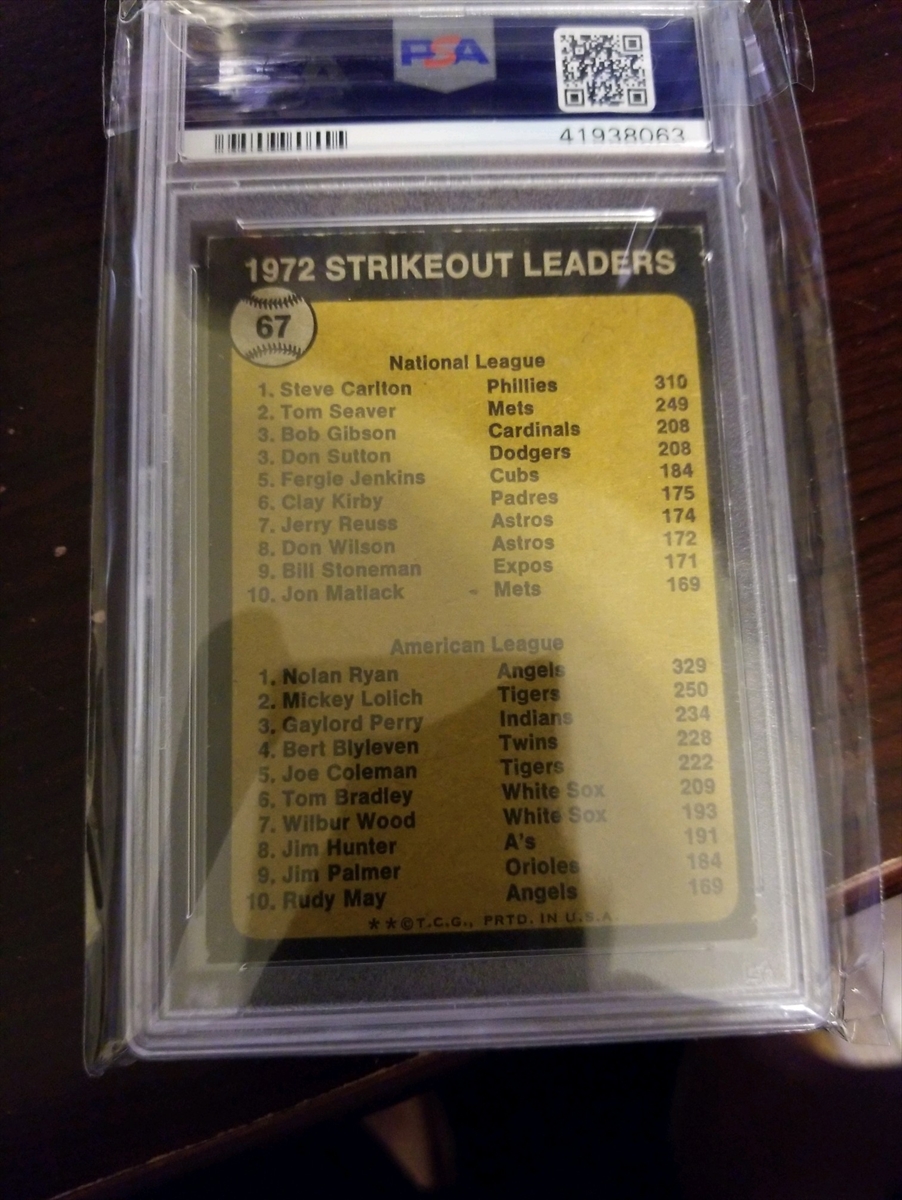 PSA
41938063
1972 STRIKEOUT LEADERS
67
National League
1. Steve Carlton Phillies 310
2. Tom Seaver Mets 249
3. Bob Gibson Cardinals 208
3. Don Sutton Dodgers 208
5. Fergie Jenkins Cubs 184
6. Clay Kirby Padres 175
7. Jerry Reuss Astros 174
8. Don Wilson Astros 172
9. Bill Stoneman Expos 171
10. Jon Matlack Mets 169
American League
1. Nolan Ryan Angels 329
2. Mickey Lolich Tigers 250
3. Gaylord Perry Indians 234
4. Bert Blyleven Twins 228
5. Joe Coleman Tigers 222
6. Tom Bradley White Sox 209
7. Wilbur Wood White Sox 193
8. Jim Hunter A's 191
9. Jim Palmer Orioles 184
10. Rudy May Angels 169
**©T.C.G., PRTD. IN U.S.A.